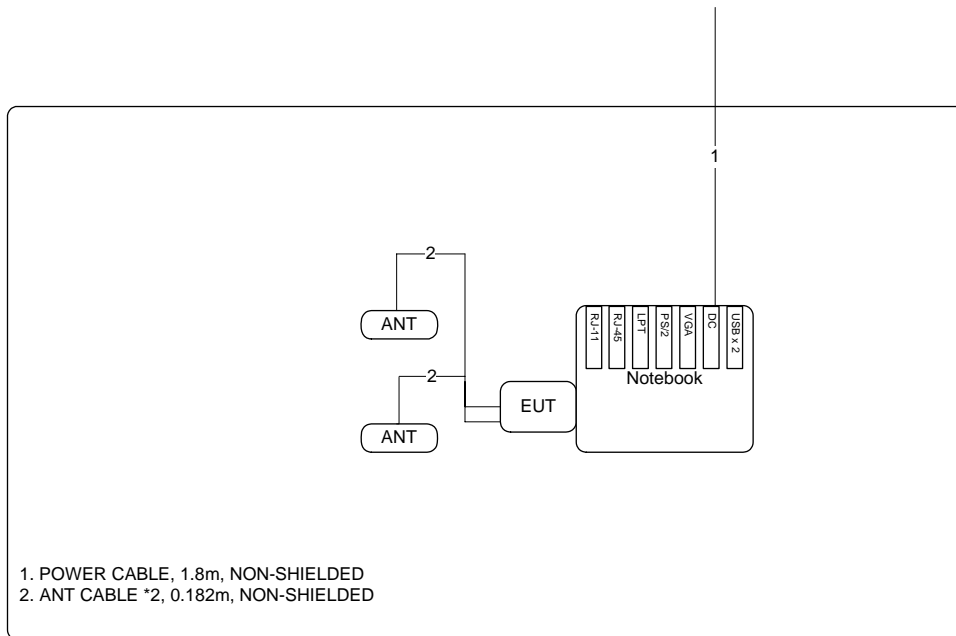 1
2
ANT
RJ-11
RJ-45
LPT
PS/2
VGA
DC
USB x 2
Notebook
2
EUT
ANT
1. POWER CABLE, 1.8m, NON-SHIELDED
2. ANT CABLE *2, 0.182m, NON-SHIELDED